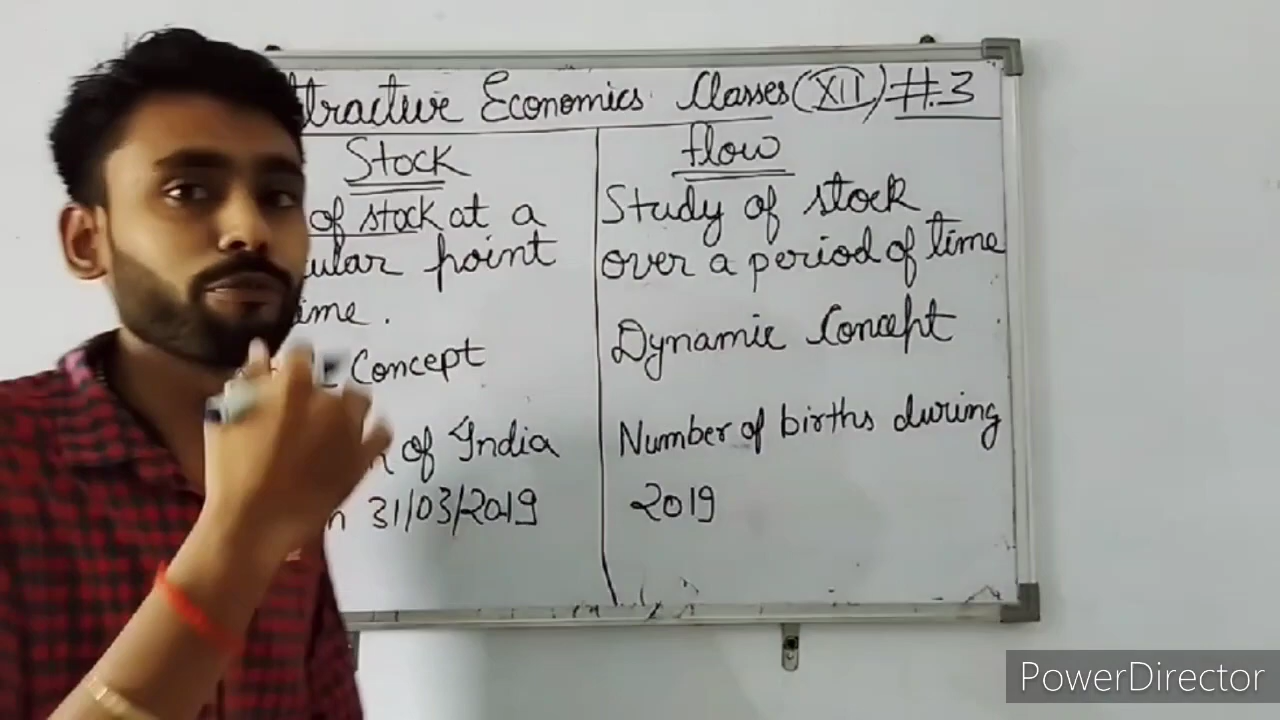 Economics Classes (XII) #.3
Stock
of stock at a
point
Concept
of India
31/03/2019
flow
Study of stock
over a period of time
Dynamic Concept
Number of births during
2019
PowerDirector